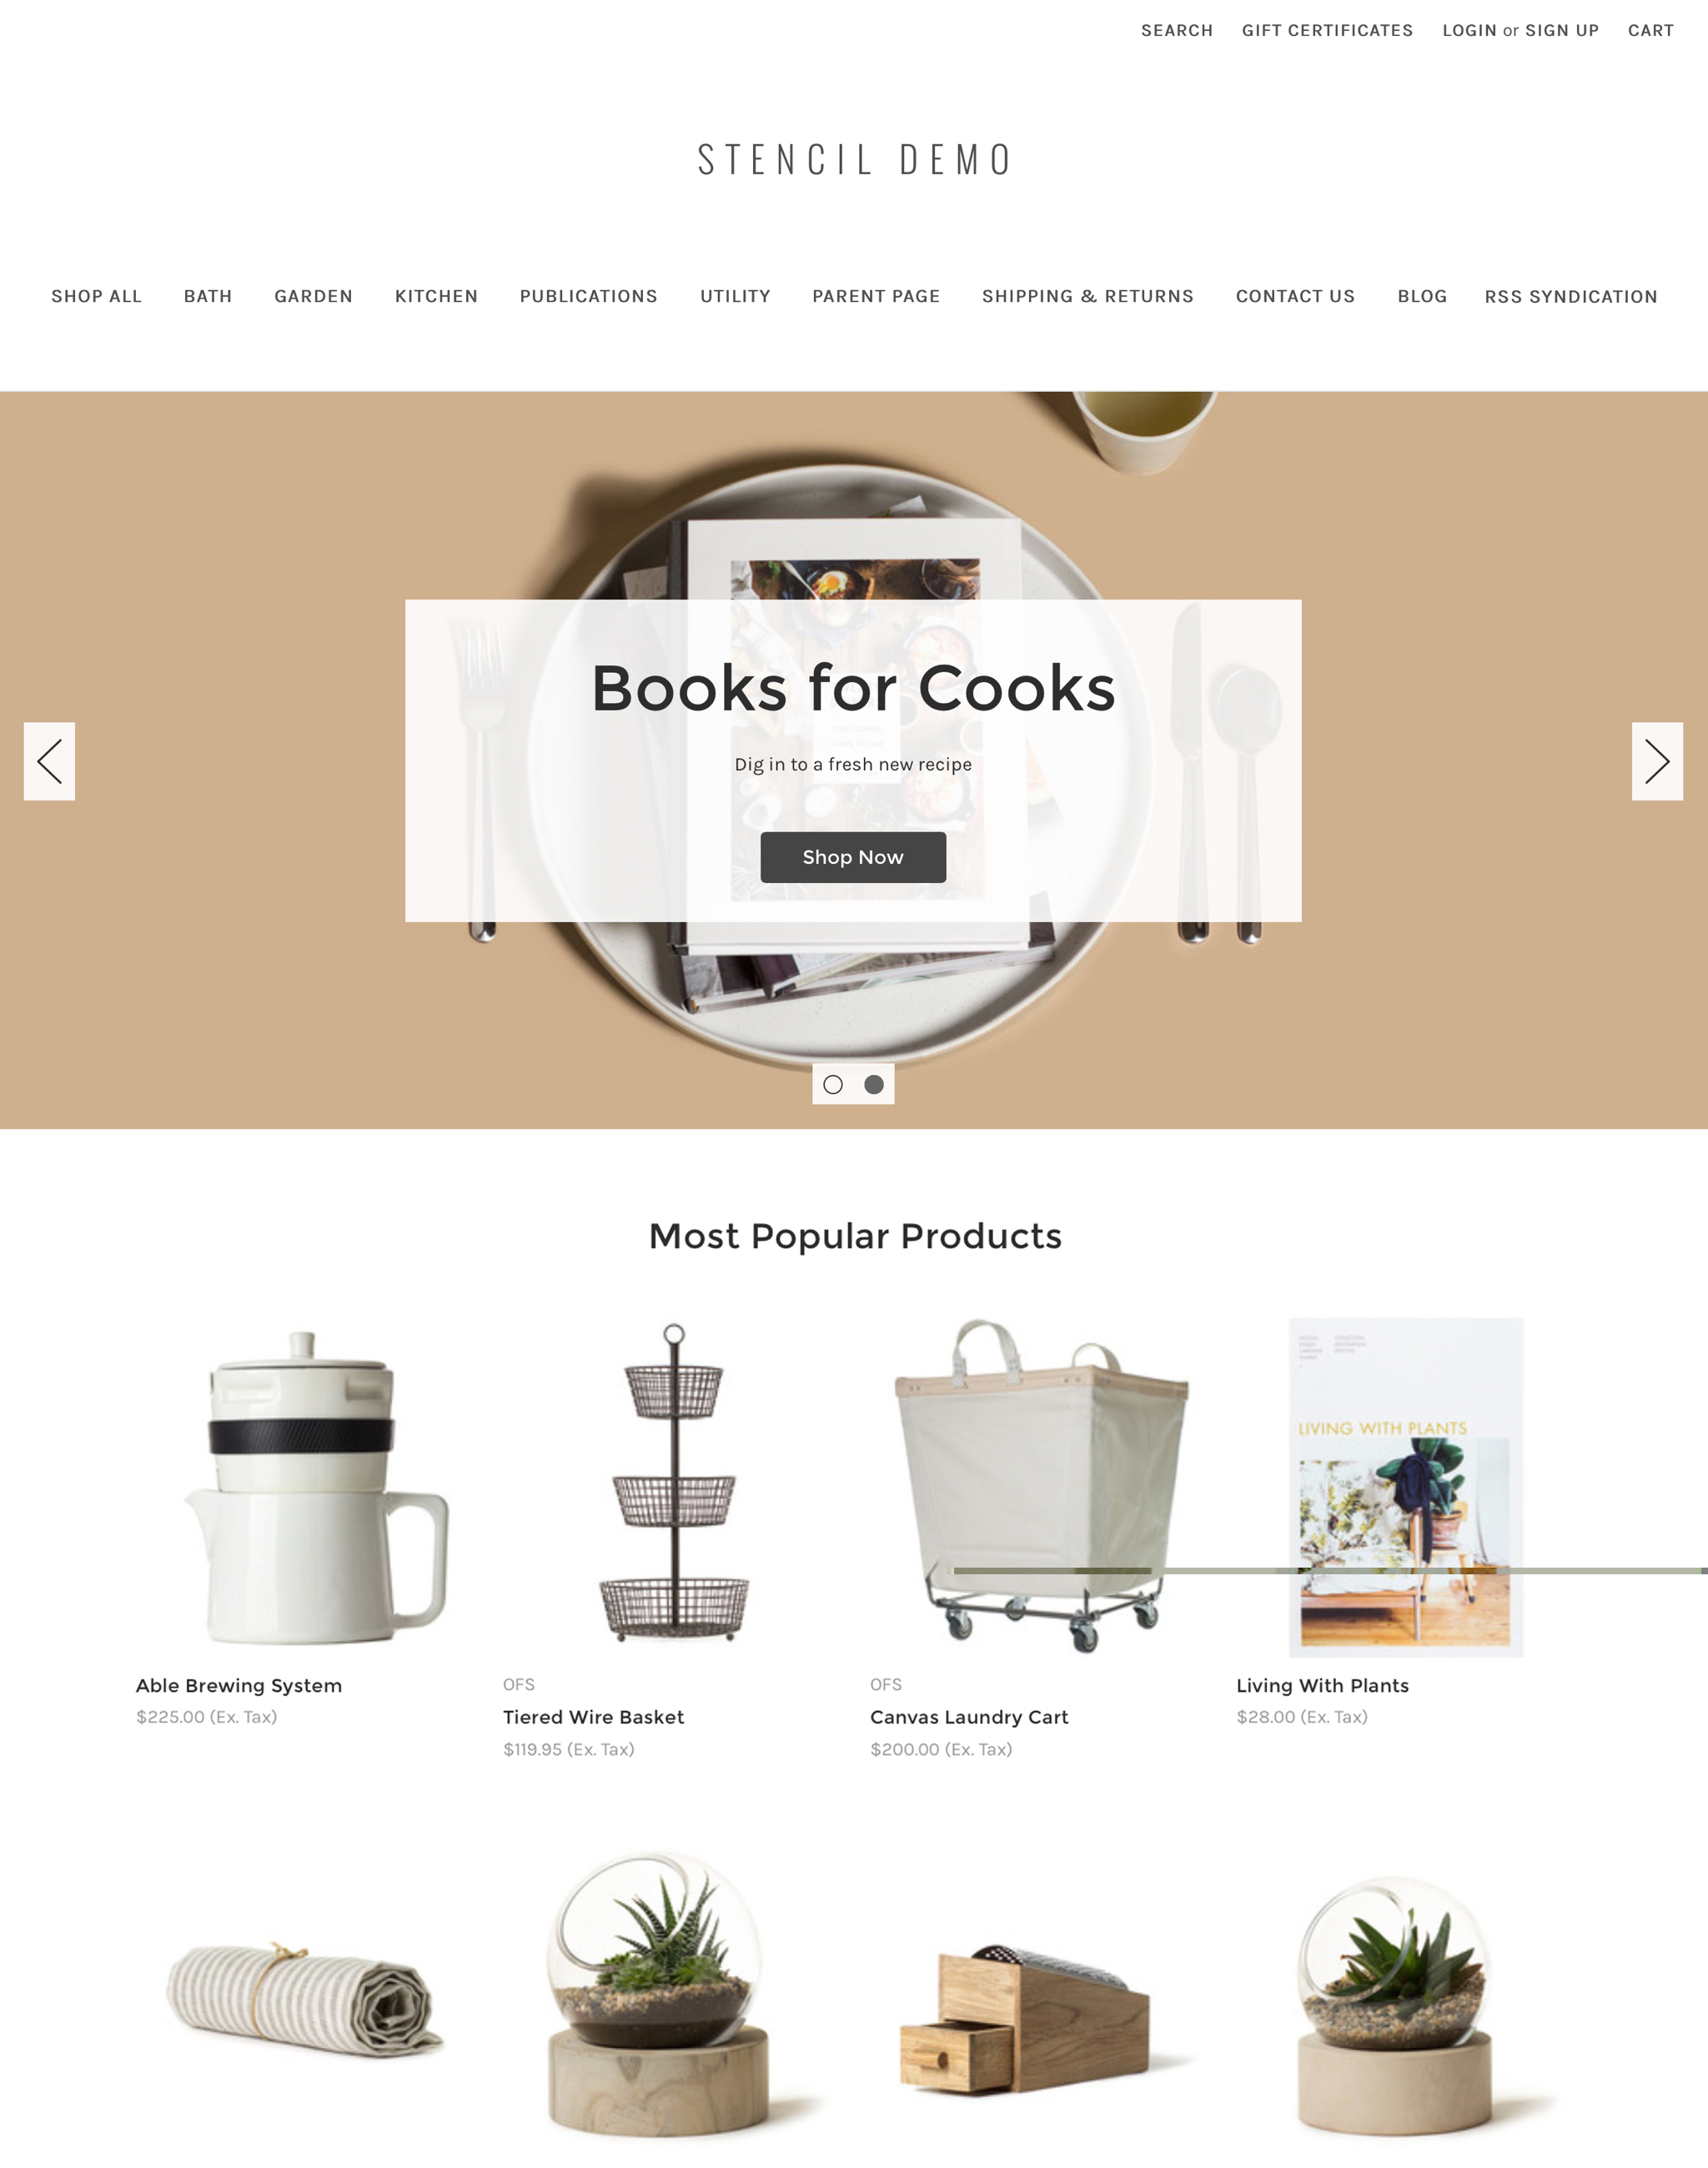 SEARCH GIFT CERTIFICATES LOGIN or SIGN UP CART
STENCIL DEMO
SHOP ALL BATH GARDEN KITCHEN PUBLICATIONS UTILITY PARENT PAGE SHIPPING & RETURNS CONTACT US BLOG RSS SYNDICATION
Books for Cooks
Dig in to a fresh new recipe
Shop Now
Most Popular Products
LIVING WITH PLANTS
Able Brewing System
$225.00 (Ex. Tax)
OFS
Tiered Wire Basket
$119.95 (Ex. Tax)
OFS
Canvas Laundry Cart
$200.00 (Ex. Tax)
Living With Plants
$28.00 (Ex. Tax)